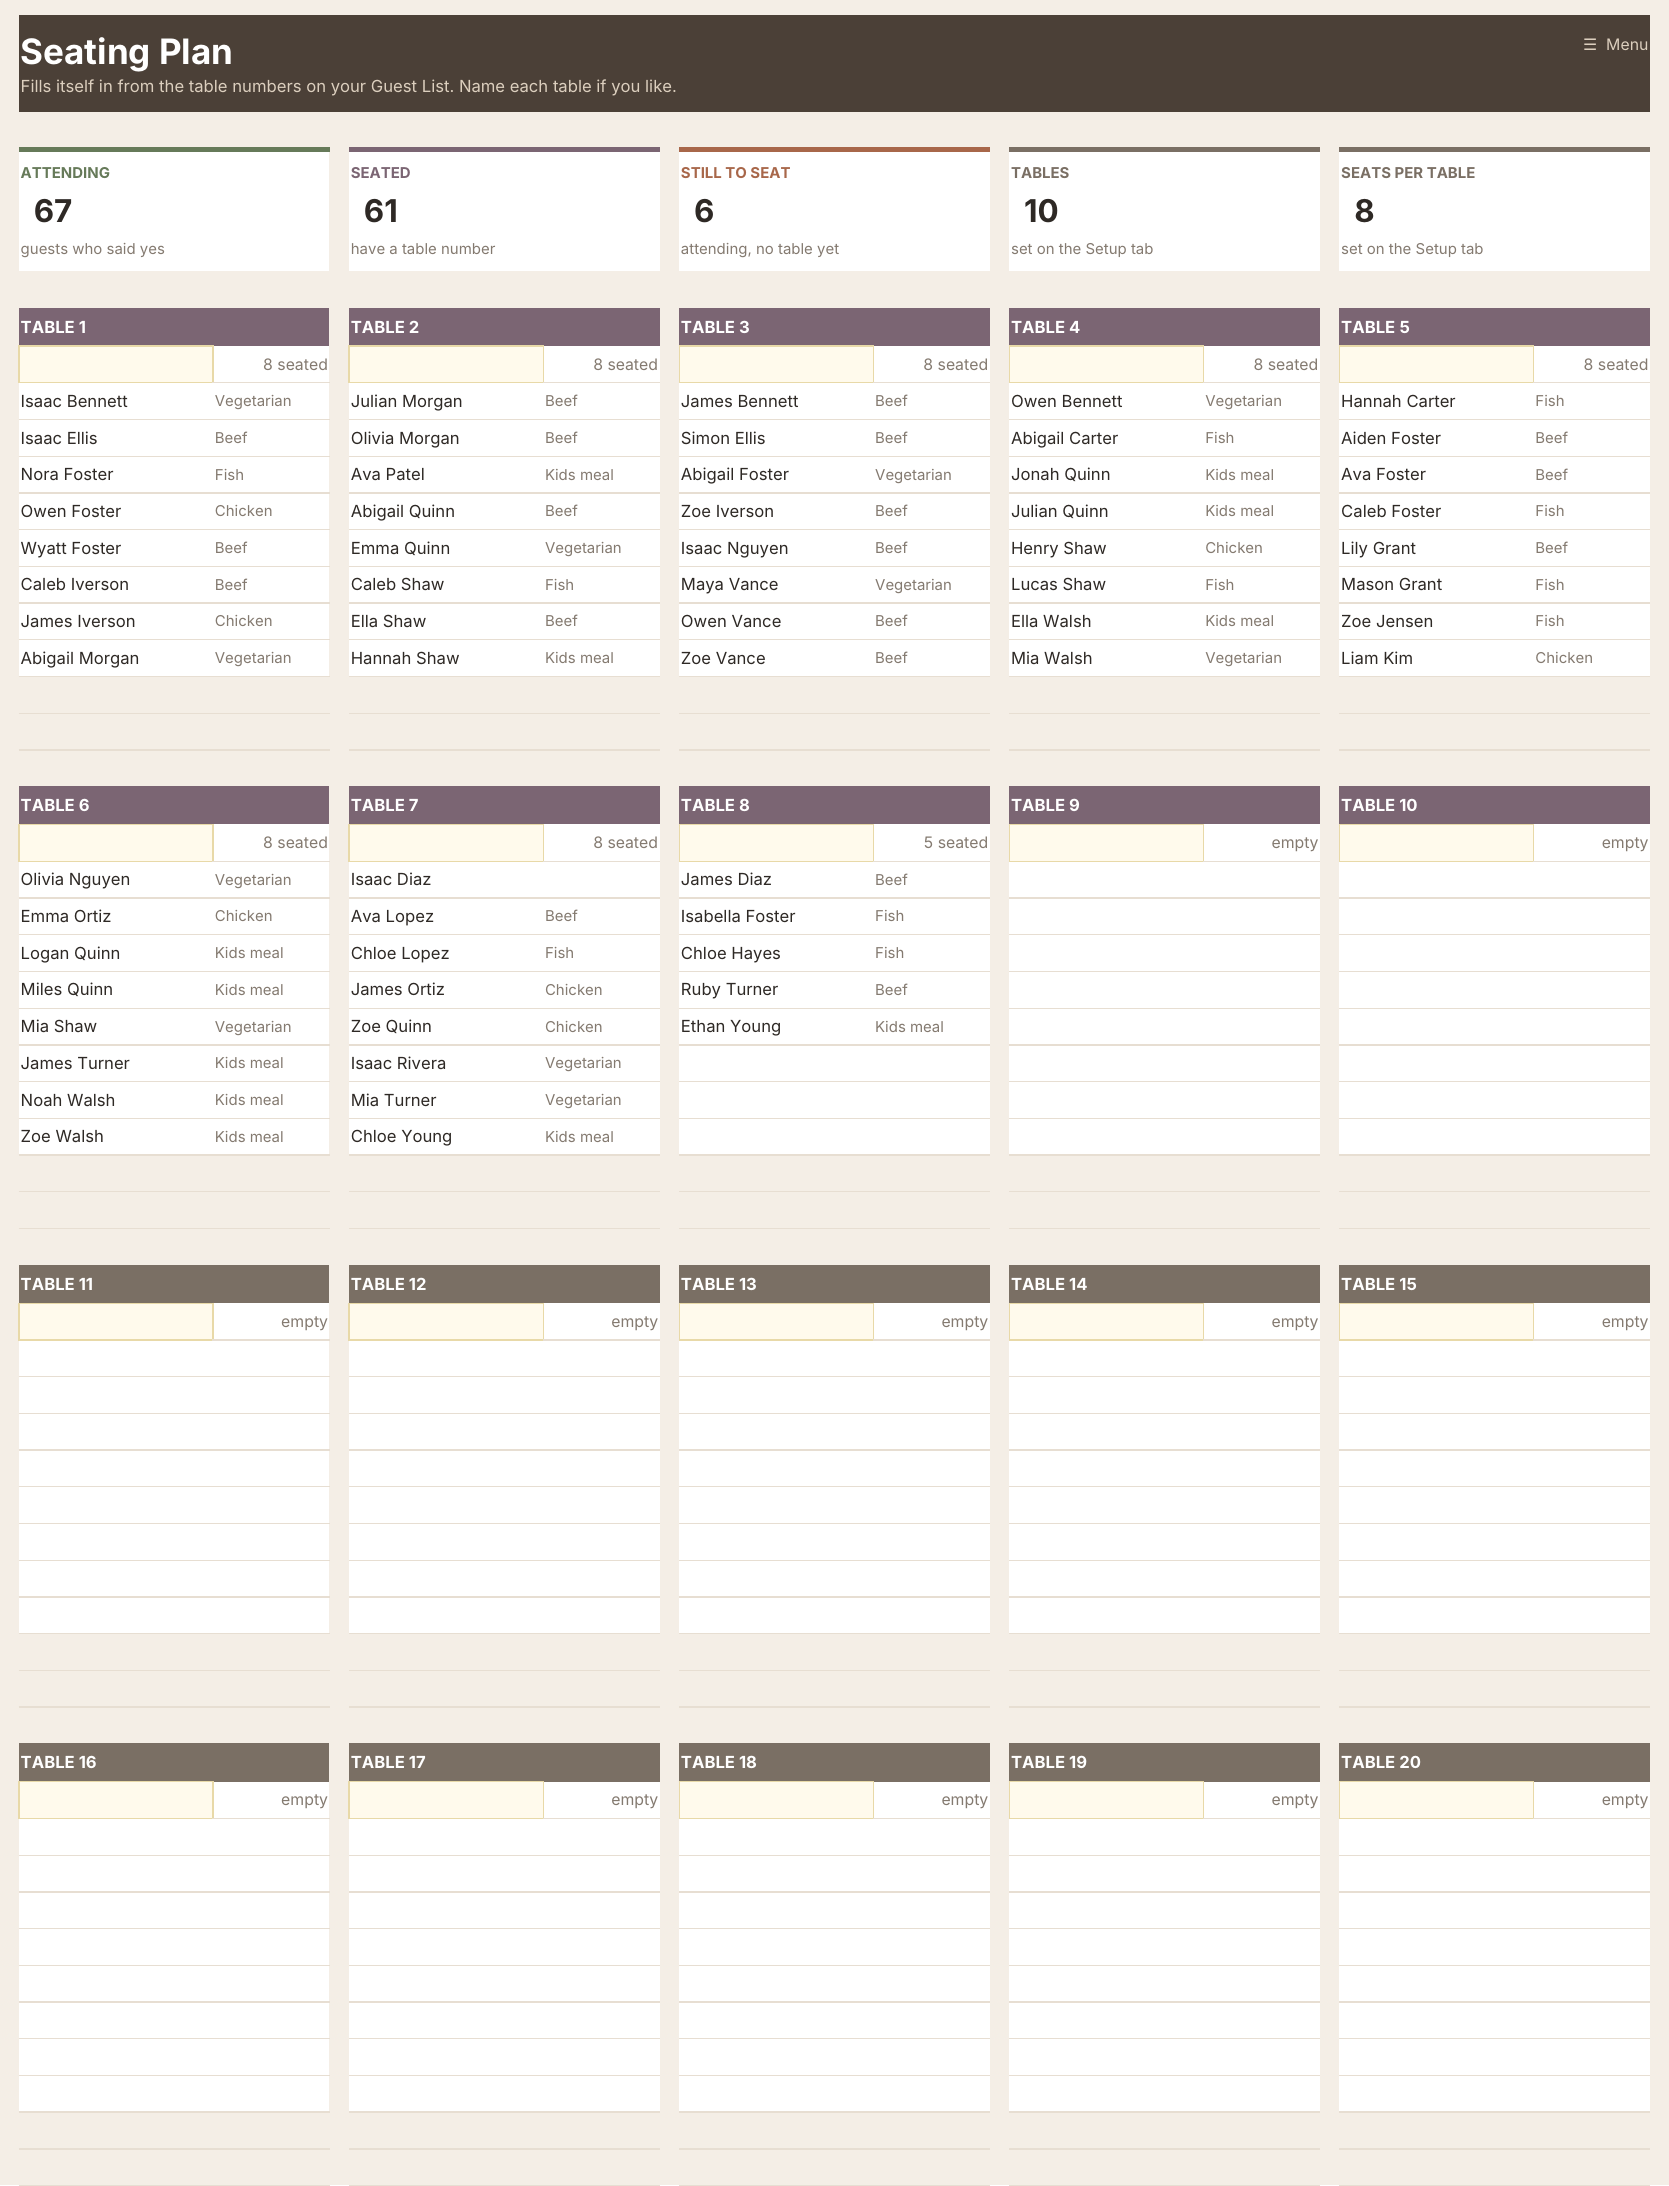 Seating Plan
☰ Menu
Fills itself in from the table numbers on your Guest List. Name each table if you like.
ATTENDING
67
guests who said yes
SEATED
61
have a table number
STILL TO SEAT
6
attending, no table yet
TABLES
10
set on the Setup tab
SEATS PER TABLE
8
set on the Setup tab
TABLE 1
8 seated
Isaac Bennett Vegetarian
Isaac Ellis Beef
Nora Foster Fish
Owen Foster Chicken
Wyatt Foster Beef
Caleb Iverson Beef
James Iverson Chicken
Abigail Morgan Vegetarian
TABLE 2
8 seated
Julian Morgan Beef
Olivia Morgan Beef
Ava Patel Kids meal
Abigail Quinn Beef
Emma Quinn Vegetarian
Caleb Shaw Fish
Ella Shaw Beef
Hannah Shaw Kids meal
TABLE 3
8 seated
James Bennett Beef
Simon Ellis Beef
Abigail Foster Vegetarian
Zoe Iverson Beef
Isaac Nguyen Beef
Maya Vance Vegetarian
Owen Vance Beef
Zoe Vance Beef
TABLE 4
8 seated
Owen Bennett Vegetarian
Abigail Carter Fish
Jonah Quinn Kids meal
Julian Quinn Kids meal
Henry Shaw Chicken
Lucas Shaw Fish
Ella Walsh Kids meal
Mia Walsh Vegetarian
TABLE 5
8 seated
Hannah Carter Fish
Aiden Foster Beef
Ava Foster Beef
Caleb Foster Fish
Lily Grant Beef
Mason Grant Fish
Zoe Jensen Fish
Liam Kim Chicken
TABLE 6
8 seated
Olivia Nguyen Vegetarian
Emma Ortiz Chicken
Logan Quinn Kids meal
Miles Quinn Kids meal
Mia Shaw Vegetarian
James Turner Kids meal
Noah Walsh Kids meal
Zoe Walsh Kids meal
TABLE 7
8 seated
Isaac Diaz
Ava Lopez Beef
Chloe Lopez Fish
James Ortiz Chicken
Zoe Quinn Chicken
Isaac Rivera Vegetarian
Mia Turner Vegetarian
Chloe Young Kids meal
TABLE 8
5 seated
James Diaz Beef
Isabella Foster Fish
Chloe Hayes Fish
Ruby Turner Beef
Ethan Young Kids meal
TABLE 9
empty
TABLE 10
empty
TABLE 11
empty
TABLE 12
empty
TABLE 13
empty
TABLE 14
empty
TABLE 15
empty
TABLE 16
empty
TABLE 17
empty
TABLE 18
empty
TABLE 19
empty
TABLE 20
empty